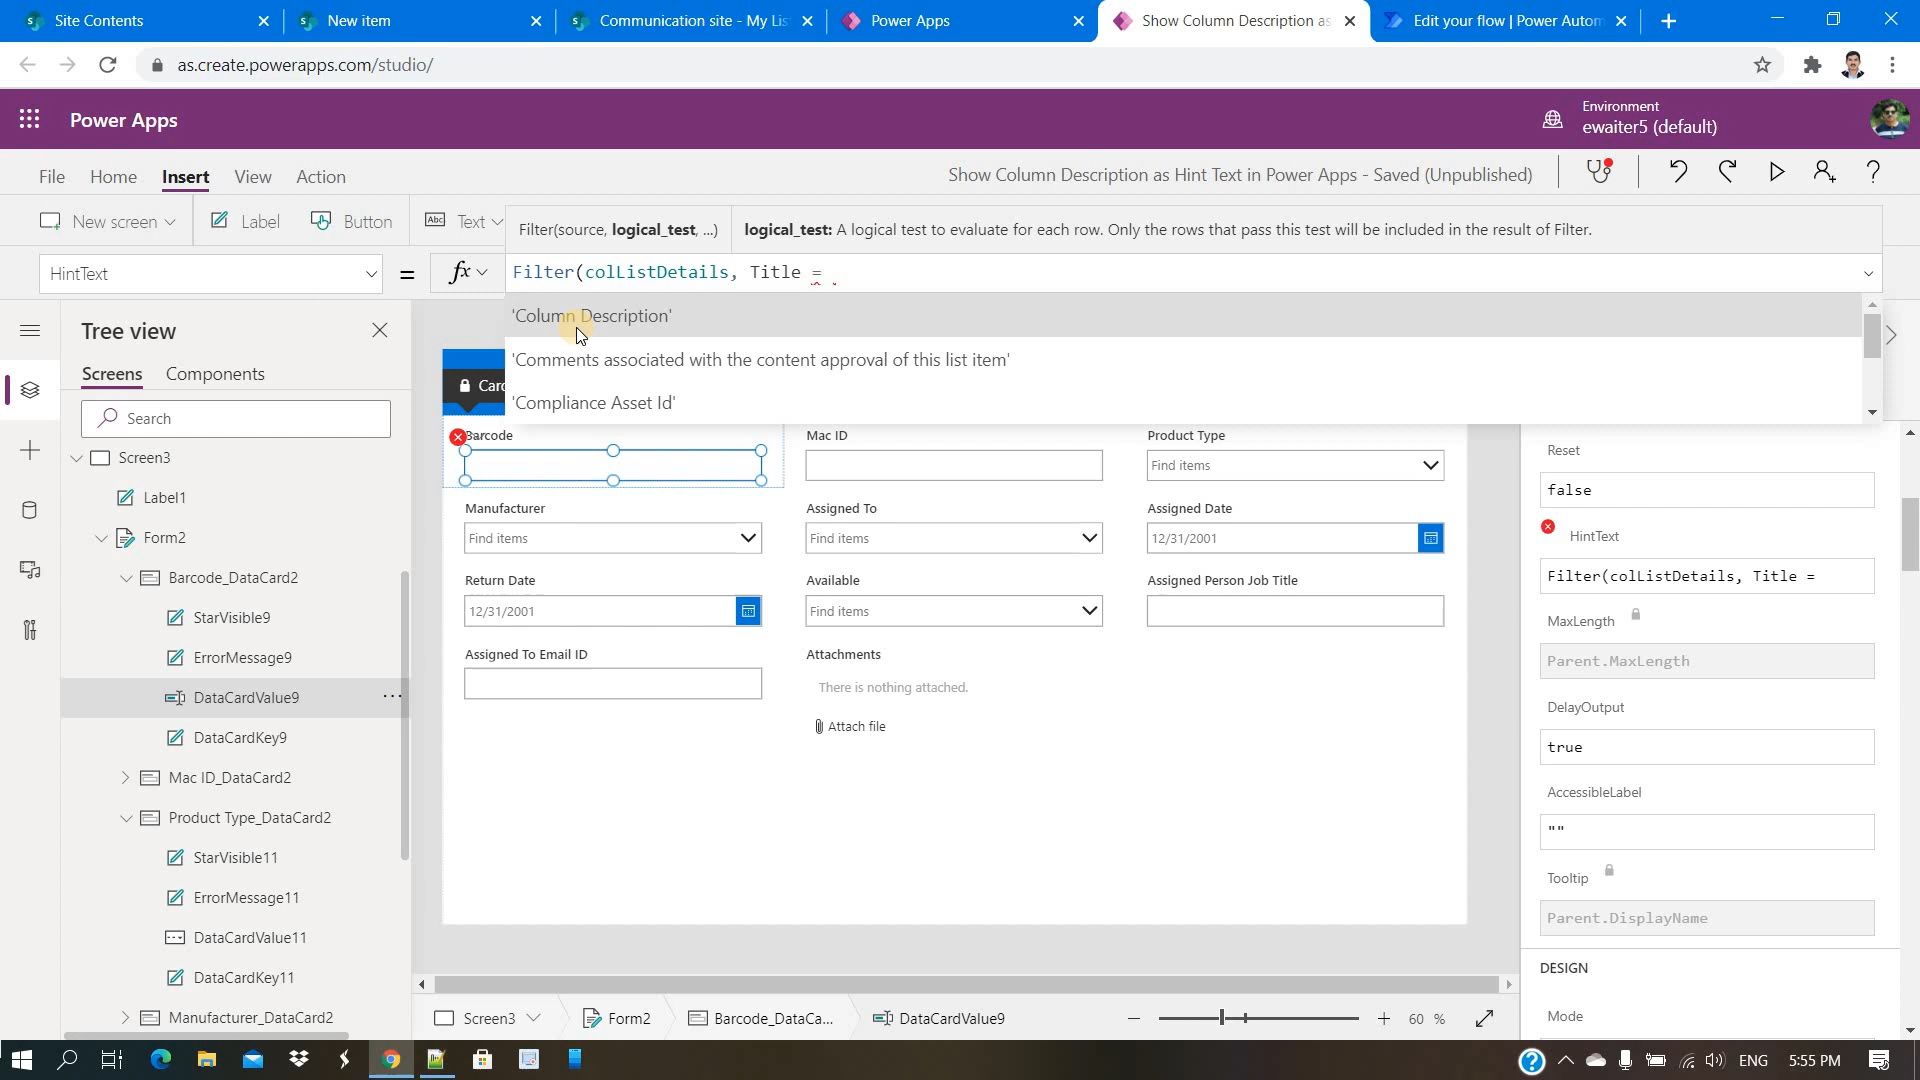 Site Contents
New item
Communication site - My Lis
Power Apps
Show Column Description as
Edit your flow | Power Autom
as.create.powerapps.com/studio/
Power Apps
Environment
ewaiter5 (default)
File
Home
Insert
View
Action
Show Column Description as Hint Text in Power Apps - Saved (Unpublished)
New screen
Label
Button
Abc
Text
Filter(source, logical_test, ...)
logical_test: A logical test to evaluate for each row. Only the rows that pass this test will be included in the result of Filter.
HintText
=
fx
Filter(colListDetails, Title =
'Column Description'
'Comments associated with the content approval of this list item'
'Compliance Asset Id'
Tree view
Screens
Components
Search
Screen3
Label1
Form2
Barcode_DataCard2
StarVisible9
ErrorMessage9
DataCardValue9
DataCardKey9
Mac ID_DataCard2
Product Type_DataCard2
StarVisible11
ErrorMessage11
DataCardValue11
DataCardKey11
Manufacturer_DataCard2
Card
Barcode
Mac ID
Product Type
Find items
Manufacturer
Assigned To
Assigned Date
Find items
Find items
12/31/2001
Return Date
Available
Assigned Person Job Title
12/31/2001
Find items
Assigned To Email ID
Attachments
There is nothing attached.
Attach file
Reset
false
HintText
Filter(colListDetails, Title =
MaxLength
Parent.MaxLength
DelayOutput
true
AccessibleLabel
""
Tooltip
Parent.DisplayName
DESIGN
Mode
Screen3
Form2
Barcode_DataCa...
DataCardValue9
60 %
ENG
5:55 PM